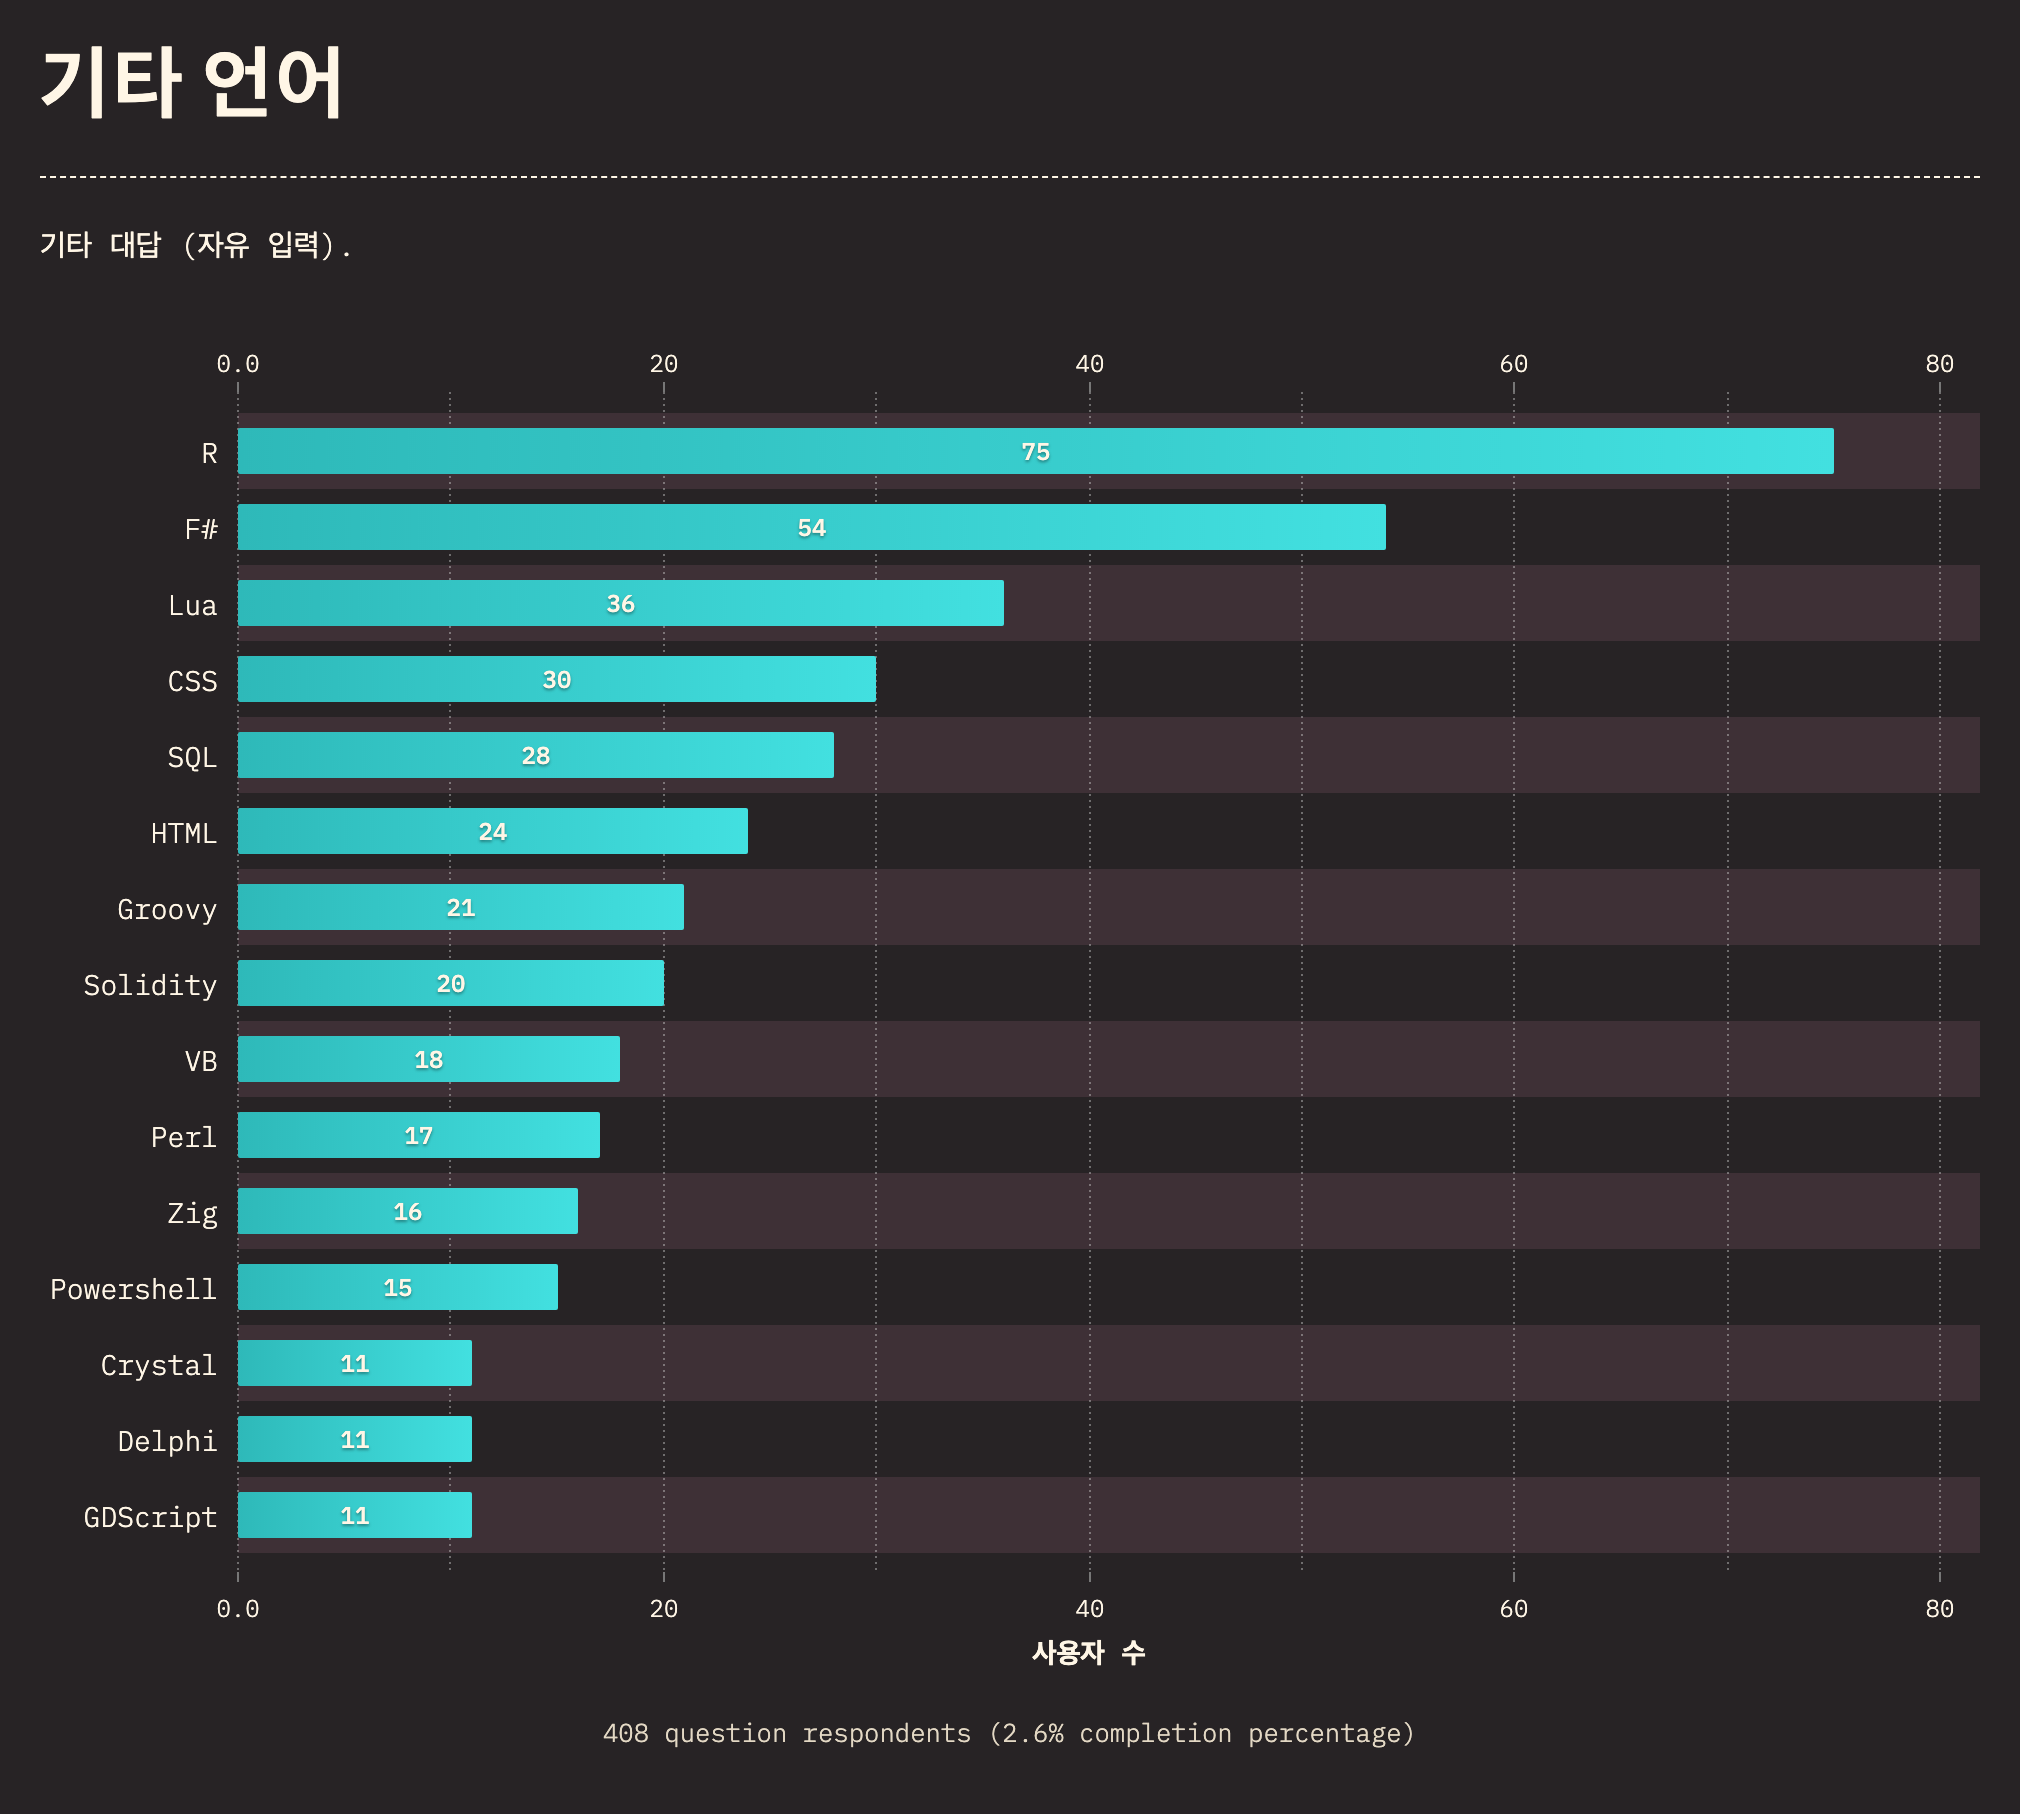 기타 언어
기타 대답 (자유 입력).
0.0 20 40 60 80
R 75
F# 54
Lua 36
CSS 30
SQL 28
HTML 24
Groovy 21
Solidity 20
VB 18
Perl 17
Zig 16
Powershell 15
Crystal 11
Delphi 11
GDScript 11
0.0 20 40 60 80
사용자 수
408 question respondents (2.6% completion percentage)